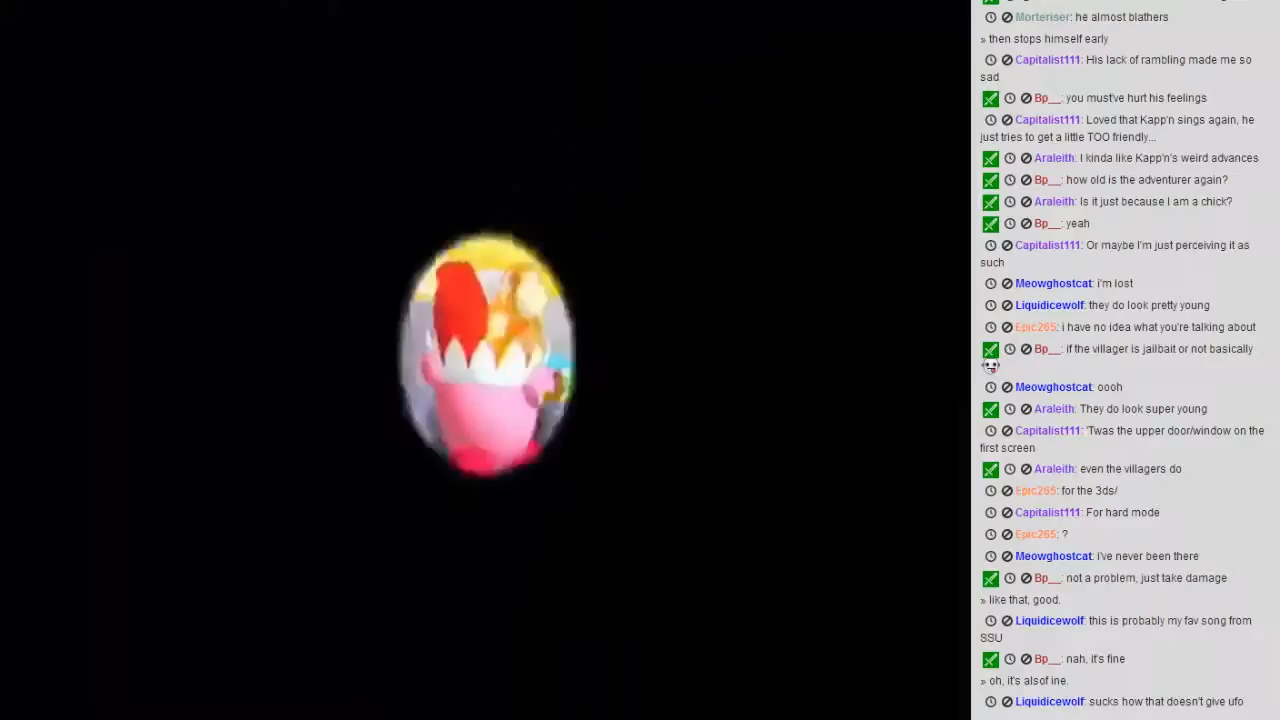 Morteriser: he almost blathers
» then stops himself early
Capitalist111: His lack of rambling made me so
sad
Bp__: you must've hurt his feelings
Capitalist111: Loved that Kapp'n sings again, he
just tries to get a little TOO friendly...
Araleith: I kinda like Kapp'n's weird advances
Bp__: how old is the adventurer again?
Araleith: Is it just because I am a chick?
Bp__: yeah
Capitalist111: Or maybe I'm just perceiving it as
such
Meowghostcat: i'm lost
Liquidicewolf: they do look pretty young
Epic265: i have no idea what you're talking about
Bp__: if the villager is jailbait or not basically
Meowghostcat: oooh
Araleith: They do look super young
Capitalist111: 'Twas the upper door/window on the
first screen
Araleith: even the villagers do
Epic265: for the 3ds/
Capitalist111: For hard mode
Epic265: ?
Meowghostcat: i've never been there
Bp__: not a problem, just take damage
» like that, good.
Liquidicewolf: this is probably my fav song from
SSU
Bp__: nah, it's fine
» oh, it's alsof ine.
Liquidicewolf: sucks how that doesn't give ufo